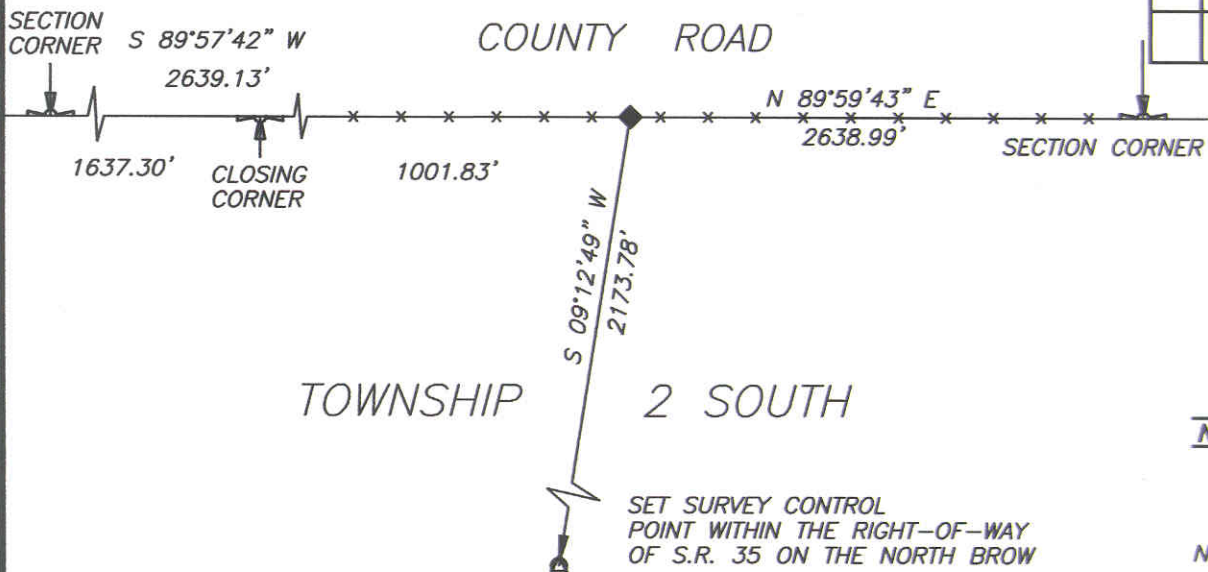 SECTION
CORNER
S 89°57'42" W
2639.13'
COUNTY ROAD
N 89°59'43" E
2638.99'
SECTION CORNER
1637.30'
CLOSING
CORNER
1001.83'
S 09°12'49" W
2173.78'
TOWNSHIP 2 SOUTH
SET SURVEY CONTROL
POINT WITHIN THE RIGHT-OF-WAY
OF S.R. 35 ON THE NORTH BROW